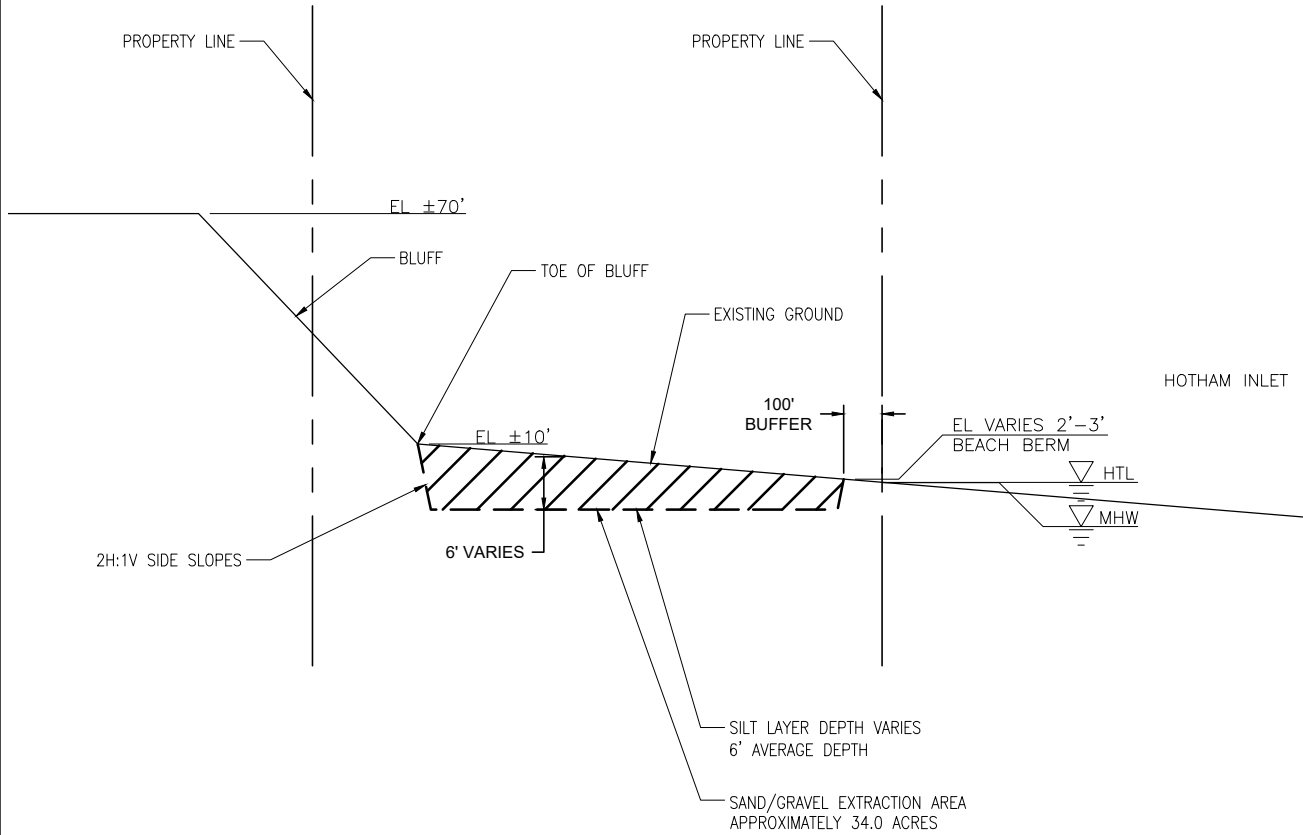 PROPERTY LINE
PROPERTY LINE
EL ±70'
BLUFF
TOE OF BLUFF
EXISTING GROUND
HOTHAM INLET
100'
BUFFER
EL VARIES 2'-3'
BEACH BERM
EL ±10'
HTL
MHW
6' VARIES
2H:1V SIDE SLOPES
SILT LAYER DEPTH VARIES
6' AVERAGE DEPTH
SAND/GRAVEL EXTRACTION AREA
APPROXIMATELY 34.0 ACRES